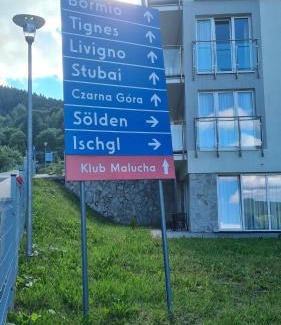 Bormio
Tignes
Livigno
Stubai
Czarna Góra
Sölden
Ischgl
Klub Malucha